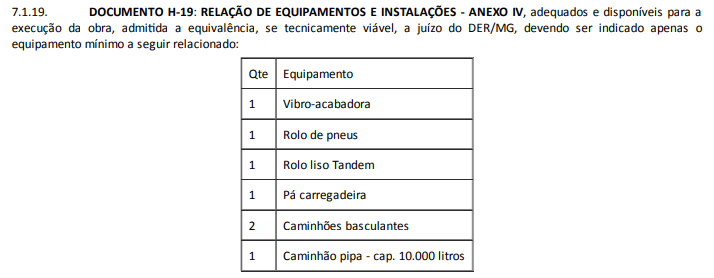 7.1.19. DOCUMENTO H-19: RELAÇÃO DE EQUIPAMENTOS E INSTALAÇÕES - ANEXO IV, adequados e disponíveis para a
execução da obra, admitida a equivalência, se tecnicamente viável, a juízo do DER/MG, devendo ser indicado apenas o
equipamento mínimo a seguir relacionado:
Qte Equipamento
1 Vibro-acabadora
1 Rolo de pneus
1 Rolo liso Tandem
1 Pá carregadeira
2 Caminhões basculantes
1 Caminhão pipa - cap. 10.000 litros